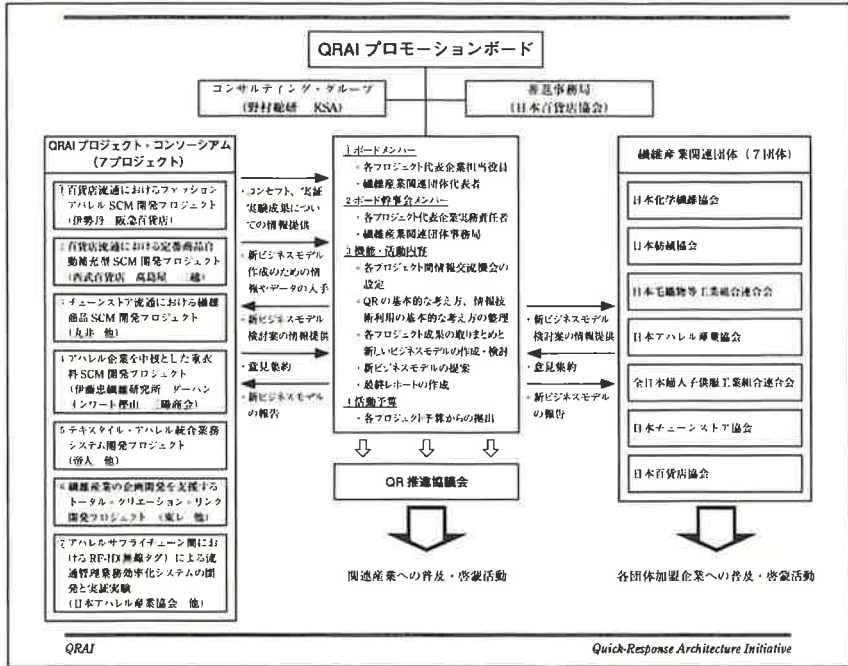 QRAI プロモーションボード
コンサルティング・グループ
(野村総研 KSA)
推進事務局
(日本百貨店協会)
QRAI プロジェクト・コンソーシアム
(7プロジェクト)
1 百貨店流通におけるファッション
アパレル SCM 開発プロジェクト
(伊勢丹 阪急百貨店)
2 百貨店流通における定番商品自
動補充型 SCM 開発プロジェクト
(西武百貨店 高島屋 三越)
3 チェーンストア流通における繊維
商品 SCM 開発プロジェクト
(丸井 他)
4 アパレル企業を中核とした重衣
料 SCM 開発プロジェクト
(伊藤忠繊維研究所 ダーバン
オンワード樫山 三陽商会)
5 テキスタイル・アパレル統合業務
システム開発プロジェクト
(帝人 他)
6 繊維産業の企画開発を支援する
トータル・クリエーション・リンク
開発プロジェクト (東レ 他)
7 アパレルサプライチェーン間にお
ける RF-ID(無線タグ)による流
通管理業務効率化システムの開
発と実証実験
(日本アパレル産業協会 他)
・コンセプト、実証
実験成果につい
ての情報提供
・新ビジネスモデル
作成のための情
報やデータの入手
・新ビジネスモデル
検討案の情報提供
・意見集約
・新ビジネスモデル
の報告
1 ボードメンバー
・各プロジェクト代表企業担当役員
・繊維産業関連団体代表者
2 ボード幹事会メンバー
・各プロジェクト代表企業実務責任者
・繊維産業関連団体事務局
3 機能・活動内容
・各プロジェクト間情報交流機会の
設定
・QR の基本的な考え方、情報技
術利用の基本的な考え方の整理
・各プロジェクト成果の取りまとめと
新しいビジネスモデルの作成・検討
・新ビジネスモデルの提案
・最終レポートの作成
4 活動予算
・各プロジェクト予算からの拠出
QR 推進協議会
関連産業への普及・啓蒙活動
・新ビジネスモデル
検討案の情報提供
・意見集約
・新ビジネスモデル
の報告
繊維産業関連団体 (7団体)
日本化学繊維協会
日本紡績協会
日本毛織物等工業組合連合会
日本アパレル産業協会
全日本婦人子供服工業組合連合会
日本チェーンストア協会
日本百貨店協会
各団体加盟企業への普及・啓蒙活動
QRAI
Quick-Response Architecture Initiative